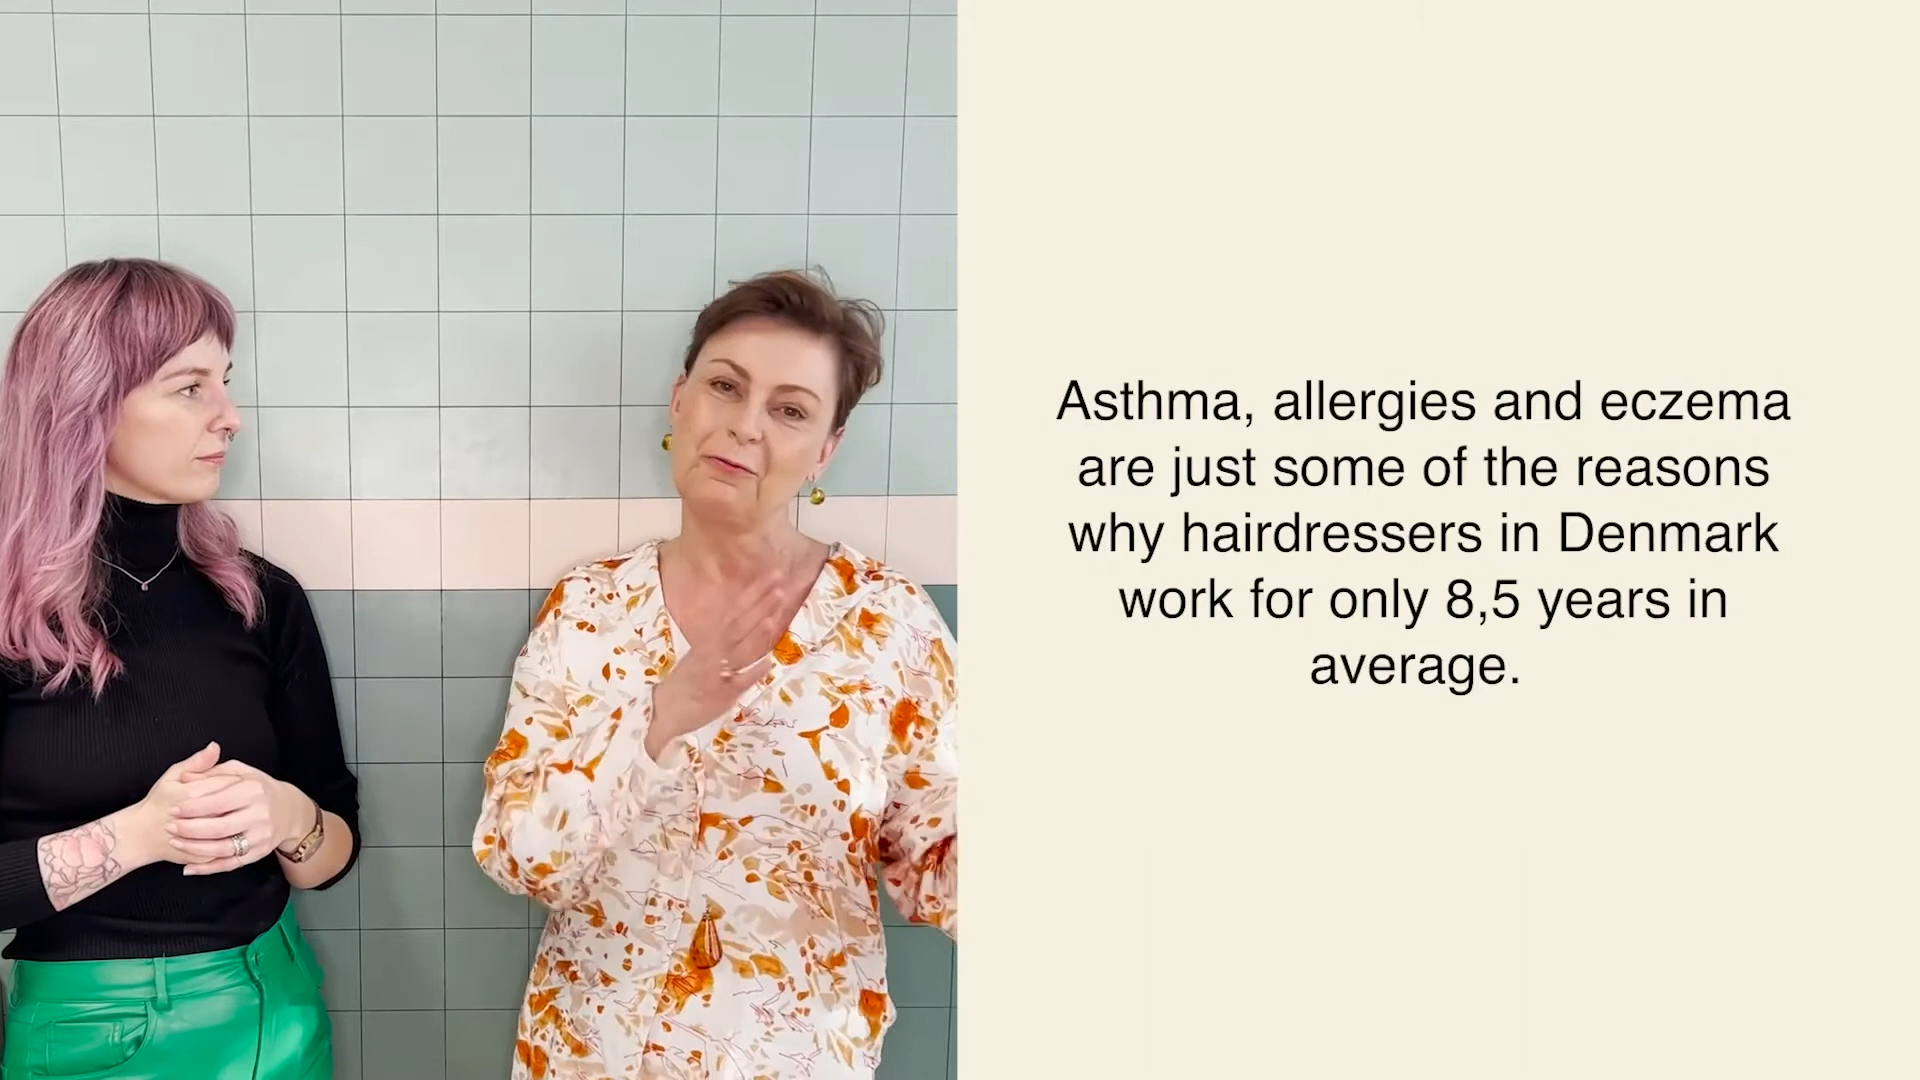 Asthma, allergies and eczema
are just some of the reasons
why hairdressers in Denmark
work for only 8,5 years in
average.